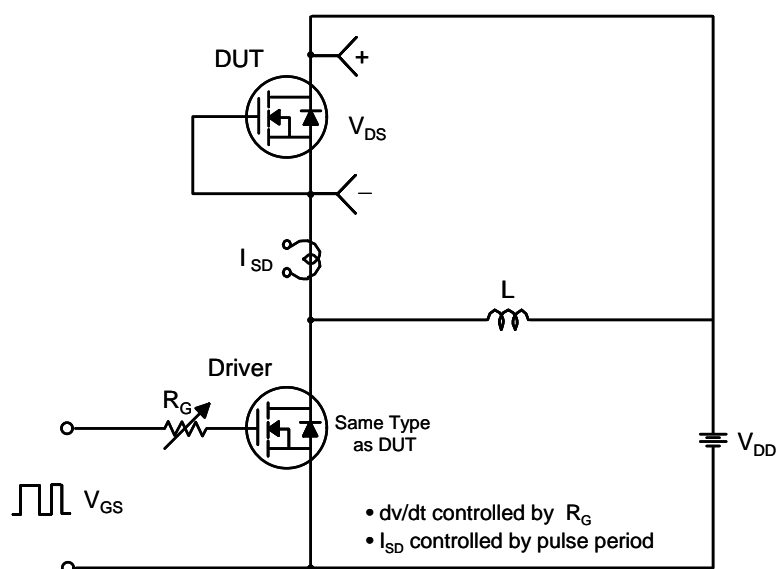 DUT
+
V_DS
–
I_SD
L
Driver
R_G
Same Type
as DUT
V_DD
V_GS
• dv/dt controlled by R_G
• I_SD controlled by pulse period